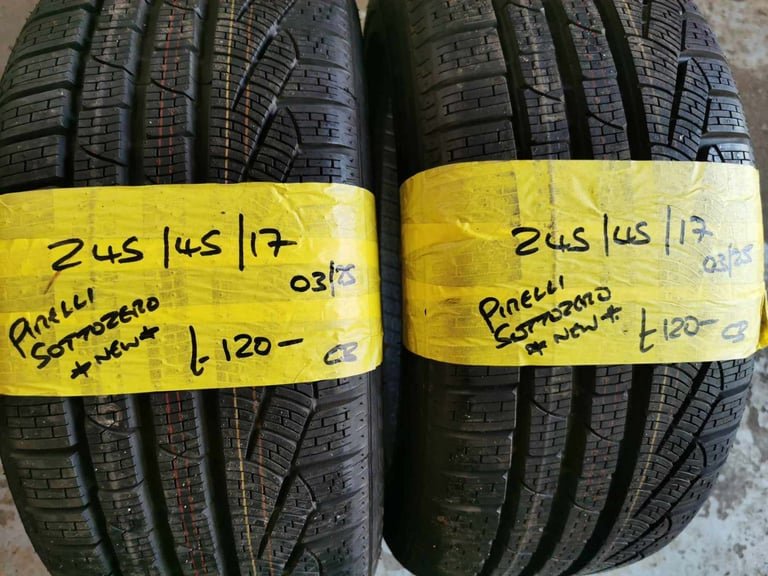 245/45/17
03/25
PIRELLI
SOTTOZERO
*NEW*
£120-
CB
245/45/17
03/25
PIRELLI
SOTTOZERO
*NEW*
£120-
CB